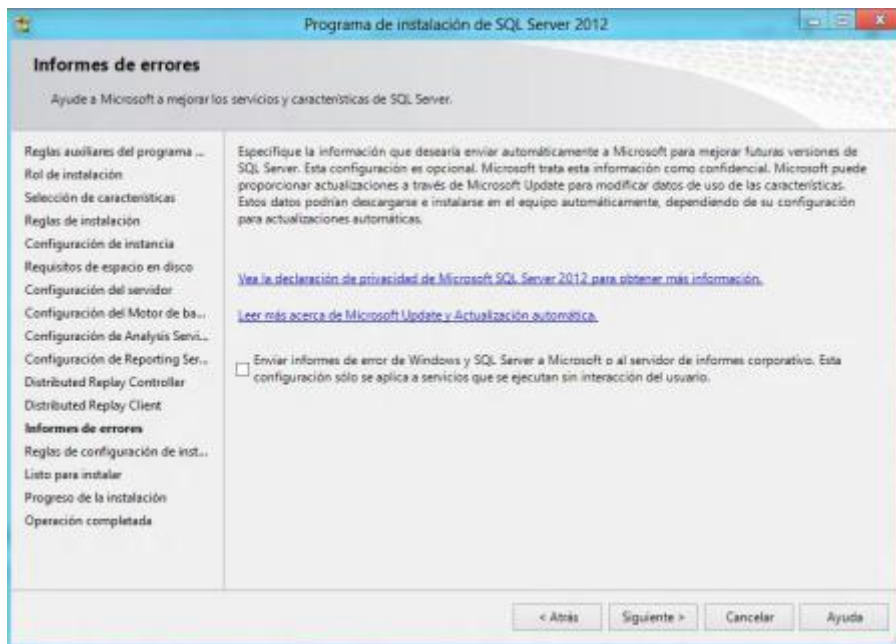 Programa de instalación de SQL Server 2012
Informes de errores
Ayude a Microsoft a mejorar los servicios y características de SQL Server.
Reglas auxiliares del programa ...
Rol de instalación
Selección de características
Reglas de instalación
Configuración de instancia
Requisitos de espacio en disco
Configuración del servidor
Configuración del Motor de ba...
Configuración de Analysis Servi...
Configuración de Reporting Ser...
Distributed Replay Controller
Distributed Replay Client
Informes de errores
Reglas de configuración de inst...
Listo para instalar
Progreso de la instalación
Operación completada
Especifique la información que desearía enviar automáticamente a Microsoft para mejorar futuras versiones de
SQL Server. Esta configuración es opcional. Microsoft trata esta información como confidencial. Microsoft puede
proporcionar actualizaciones a través de Microsoft Update para modificar datos de uso de las características.
Estos datos podrían descargarse e instalarse en el equipo automáticamente, dependiendo de su configuración
para actualizaciones automáticas.
Vea la declaración de privacidad de Microsoft SQL Server 2012 para obtener más información.
Leer más acerca de Microsoft Update y Actualización automática.
Enviar informes de error de Windows y SQL Server a Microsoft o al servidor de informes corporativo. Esta
configuración sólo se aplica a servicios que se ejecutan sin interacción del usuario.
< Atrás
Siguiente >
Cancelar
Ayuda